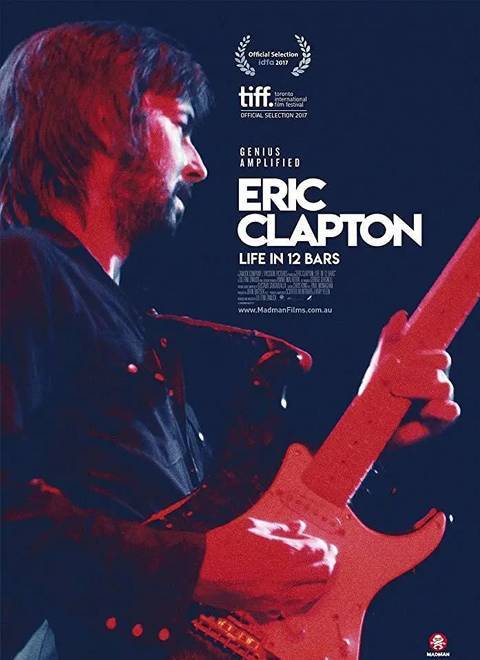 Official Selection
idfa 2017
tiff. toronto
international
film festival
OFFICIAL SELECTION 2017
GENIUS
AMPLIFIED
ERIC
CLAPTON
LIFE IN 12 BARS
www.MadmanFilms.com.au
MADMAN